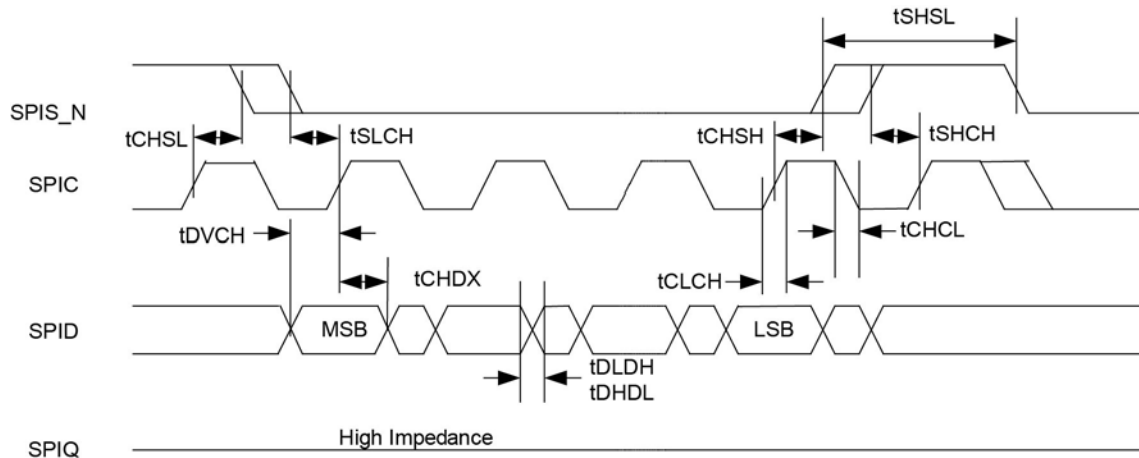 tSHSL
SPIS_N
tCHSL
tSLCH
tCHSH
tSHCH
SPIC
tDVCH
tCHCL
tCHDX
tCLCH
SPID
MSB
LSB
tDLDH
tDHDL
High Impedance
SPIQ